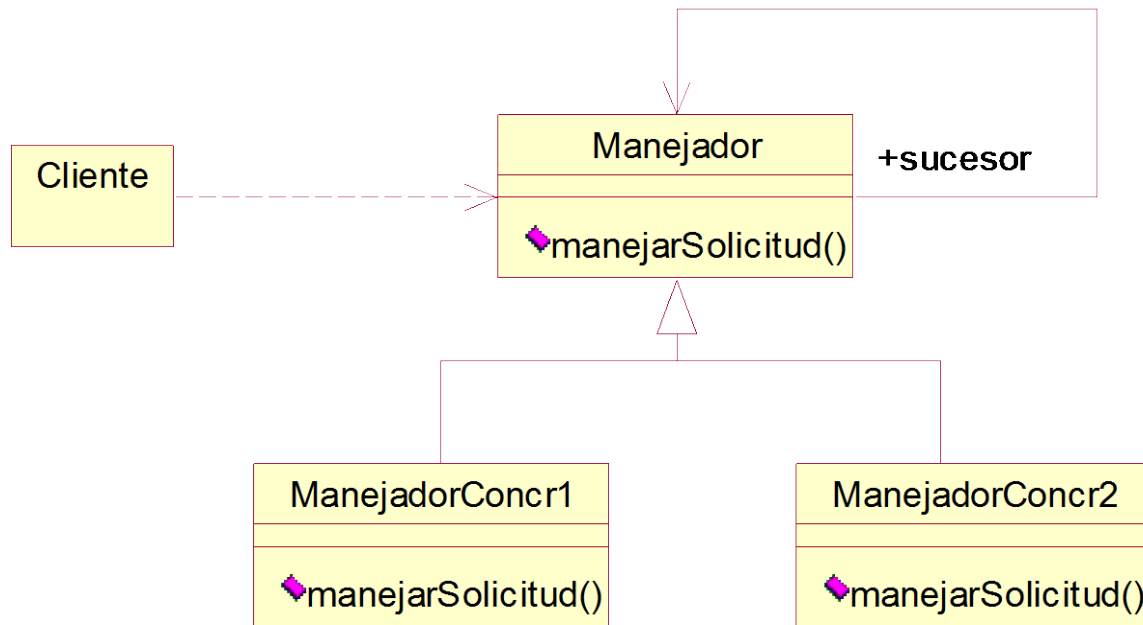 Manejador
Cliente
+sucesor
manejarSolicitud()
ManejadorConcr1
ManejadorConcr2
manejarSolicitud()
manejarSolicitud()